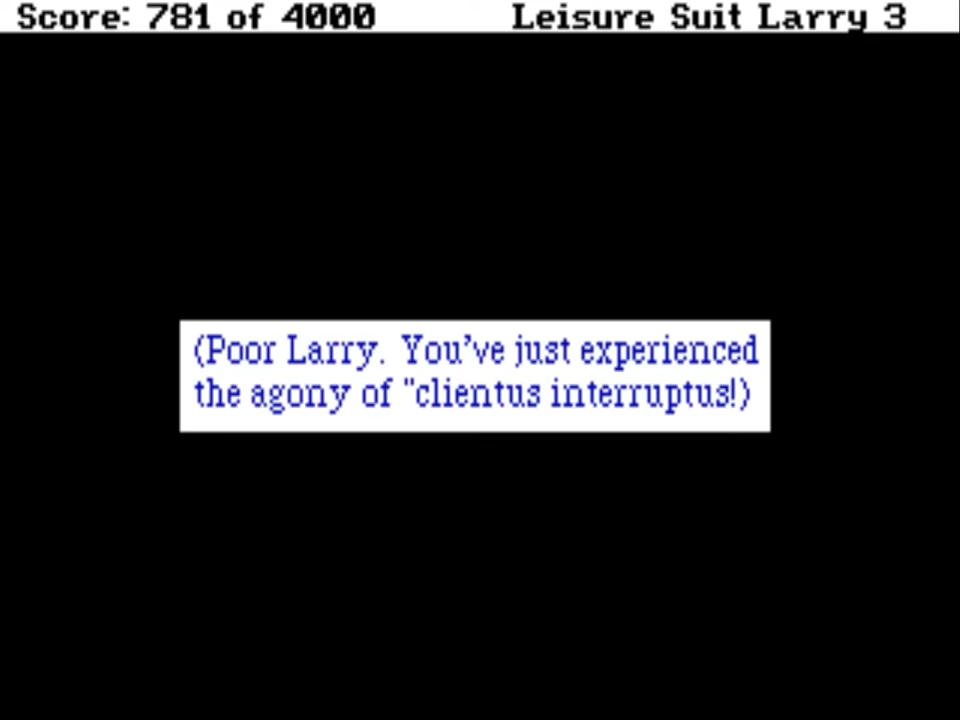 Score: 781 of 4000 Leisure Suit Larry 3
(Poor Larry. You've just experienced
the agony of "clientus interruptus!)